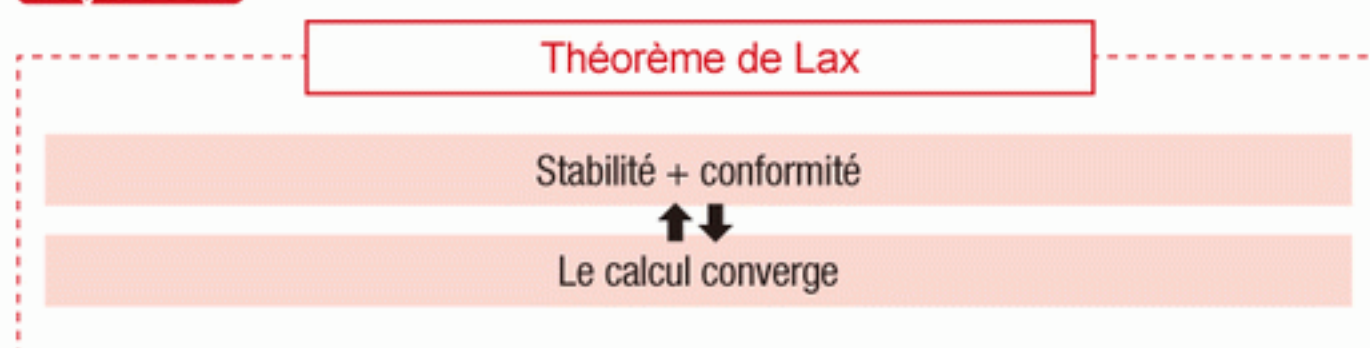 Théorème de Lax
Stabilité + conformité
Le calcul converge